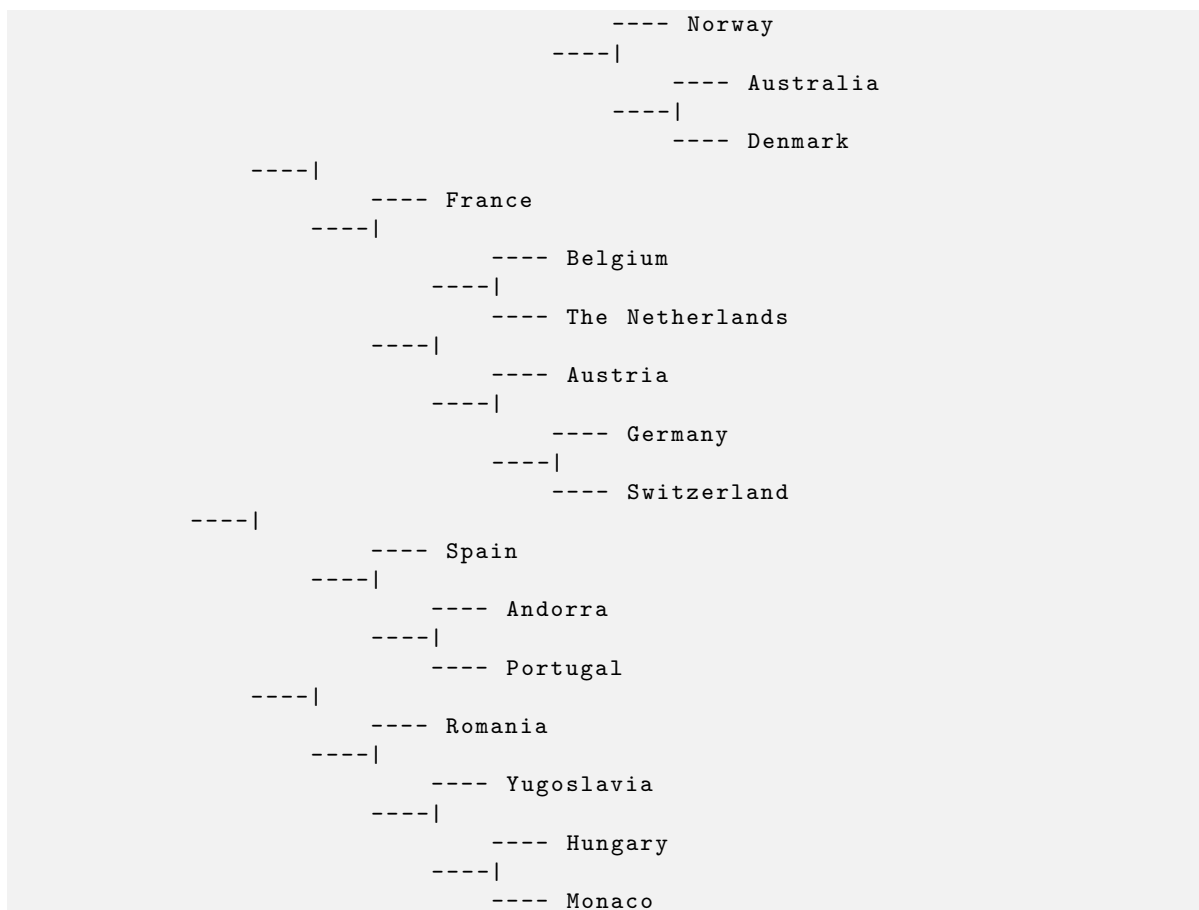 ---- Norway
----|
---- Australia
----|
---- Denmark
----|
---- France
----|
---- Belgium
----|
---- The Netherlands
----|
---- Austria
----|
---- Germany
----|
---- Switzerland
----|
---- Spain
----|
---- Andorra
----|
---- Portugal
----|
---- Romania
----|
---- Yugoslavia
----|
---- Hungary
----|
---- Monaco